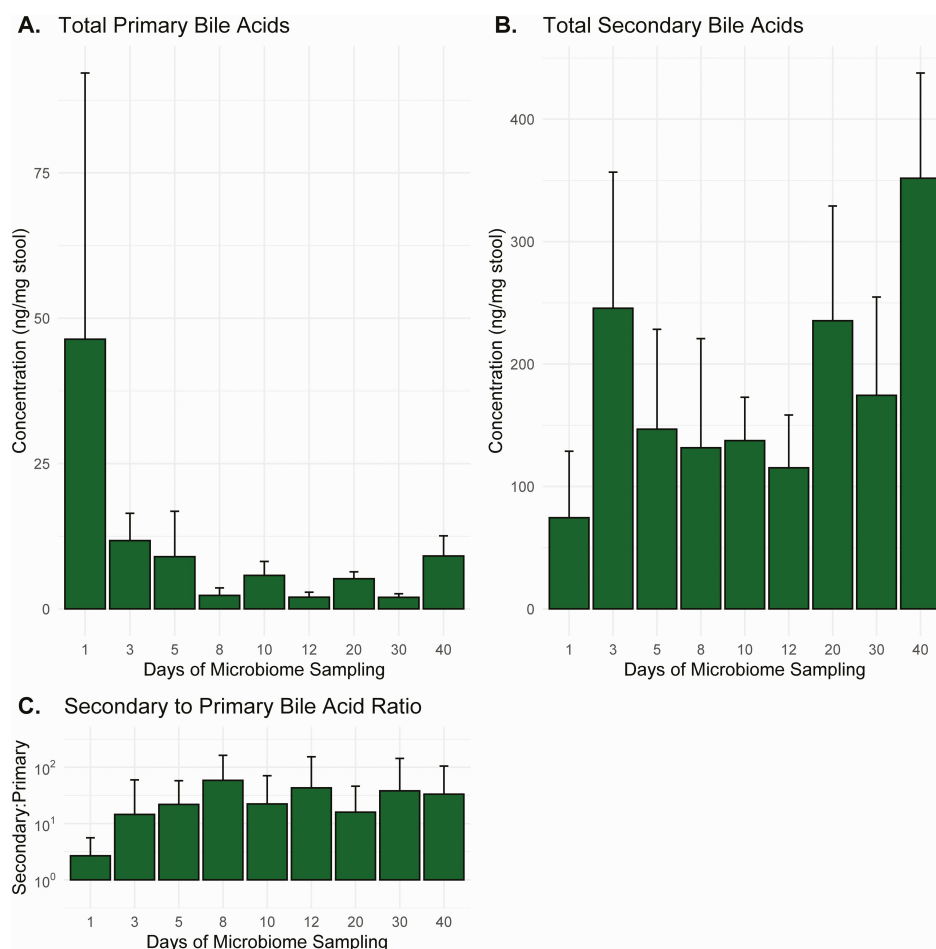 A. Total Primary Bile Acids
Concentration (ng/mg stool)
75
50
25
0
1 3 5 8 10 12 20 30 40
Days of Microbiome Sampling
B. Total Secondary Bile Acids
Concentration (ng/mg stool)
400
300
200
100
0
1 3 5 8 10 12 20 30 40
Days of Microbiome Sampling
C. Secondary to Primary Bile Acid Ratio
Secondary:Primary
10²
10¹
10⁰
1 3 5 8 10 12 20 30 40
Days of Microbiome Sampling